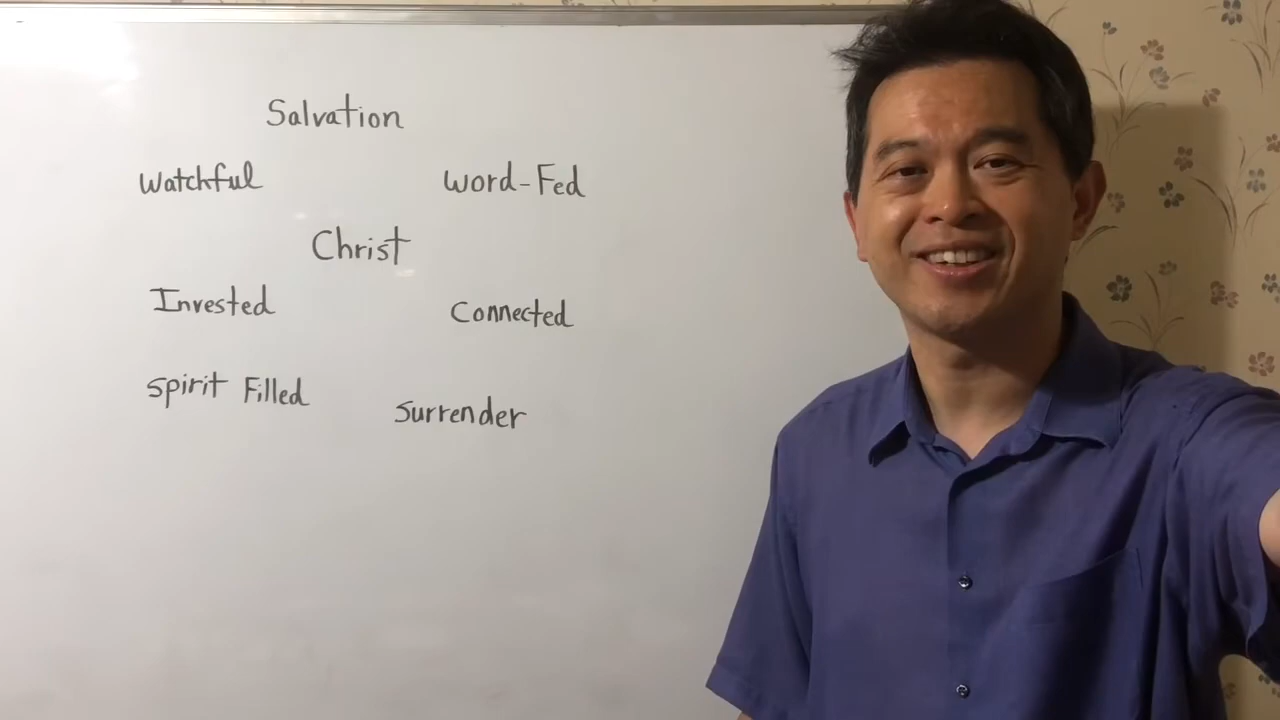 Salvation
Watchful
Word-Fed
Christ
Invested
Connected
Spirit Filled
Surrender